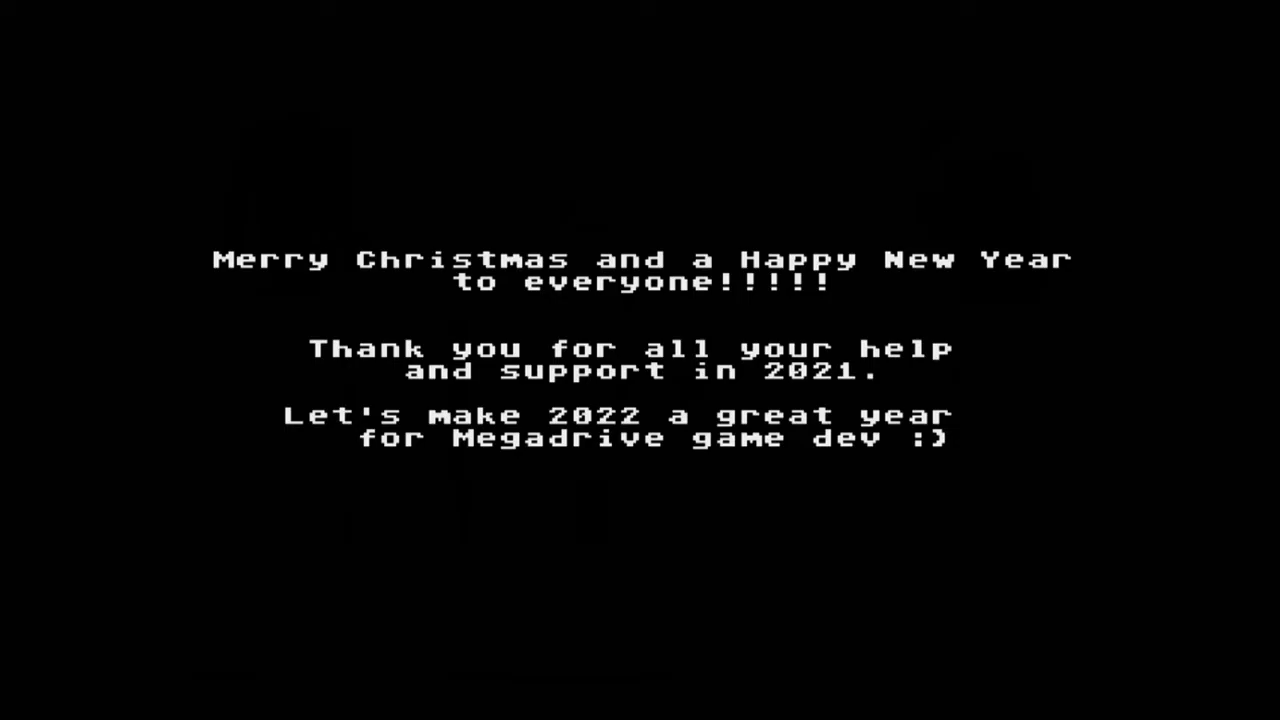 Merry Christmas and a Happy New Year
to everyone!!!!!
Thank you for all your help
and support in 2021.
Let's make 2022 a great year
for Megadrive game dev :)